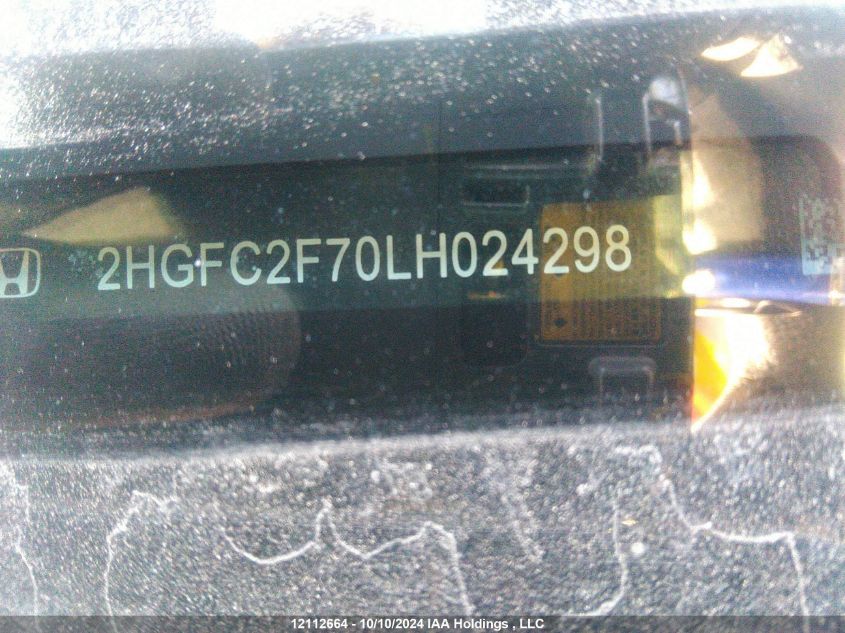 2HGFC2F70LH024298
12112664 - 10/10/2024 IAA Holdings , LLC